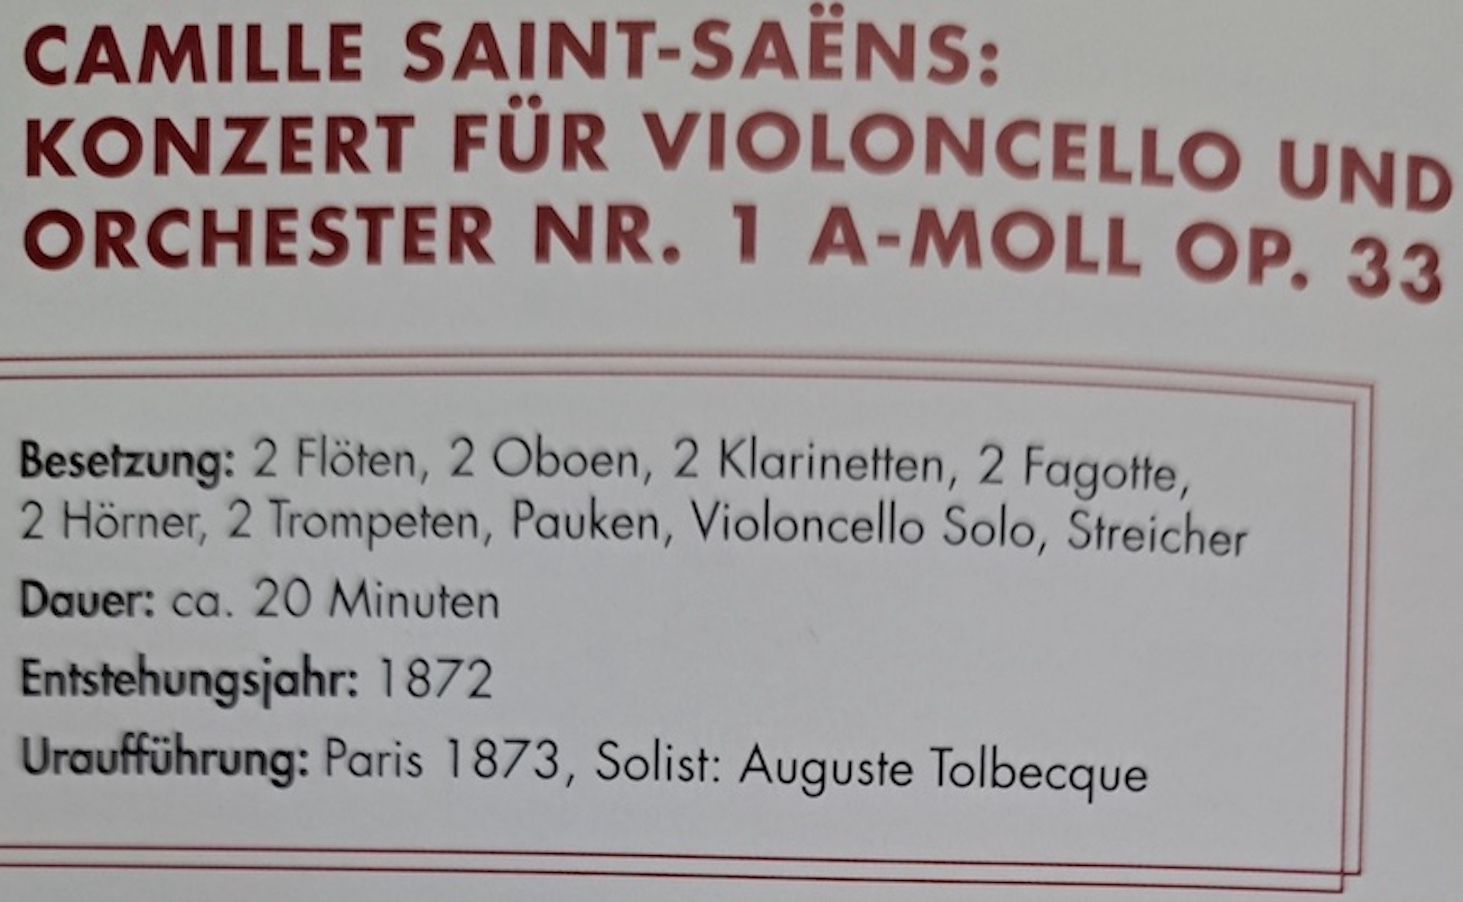 CAMILLE SAINT-SAËNS:
KONZERT FÜR VIOLONCELLO UND
ORCHESTER NR. 1 A-MOLL OP. 33
Besetzung: 2 Flöten, 2 Oboen, 2 Klarinetten, 2 Fagotte,
2 Hörner, 2 Trompeten, Pauken, Violoncello Solo, Streicher
Dauer: ca. 20 Minuten
Entstehungsjahr: 1872
Uraufführung: Paris 1873, Solist: Auguste Tolbecque